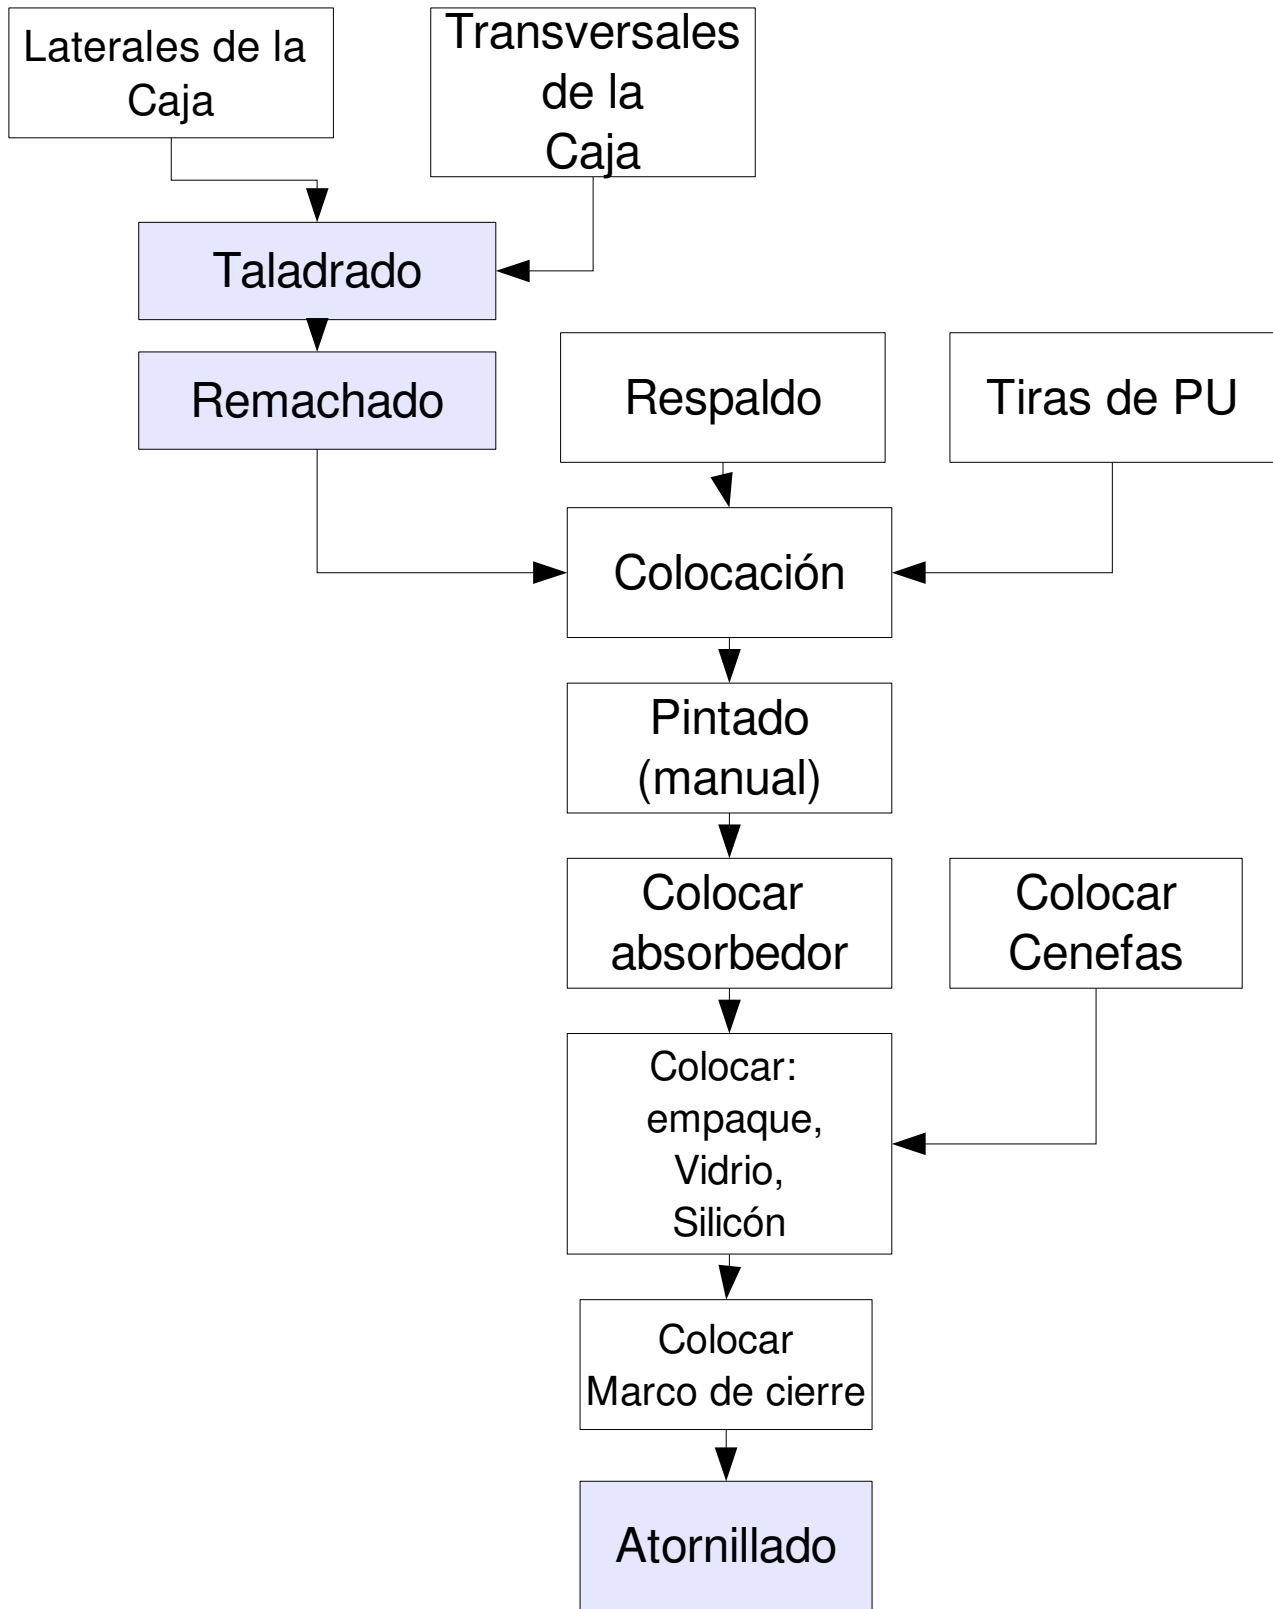 Laterales de la
Caja
Transversales
de la
Caja
Taladrado
Remachado
Respaldo
Tiras de PU
Colocación
Pintado
(manual)
Colocar
absorbedor
Colocar
Cenefas
Colocar:
empaque,
Vidrio,
Silicón
Colocar
Marco de cierre
Atornillado